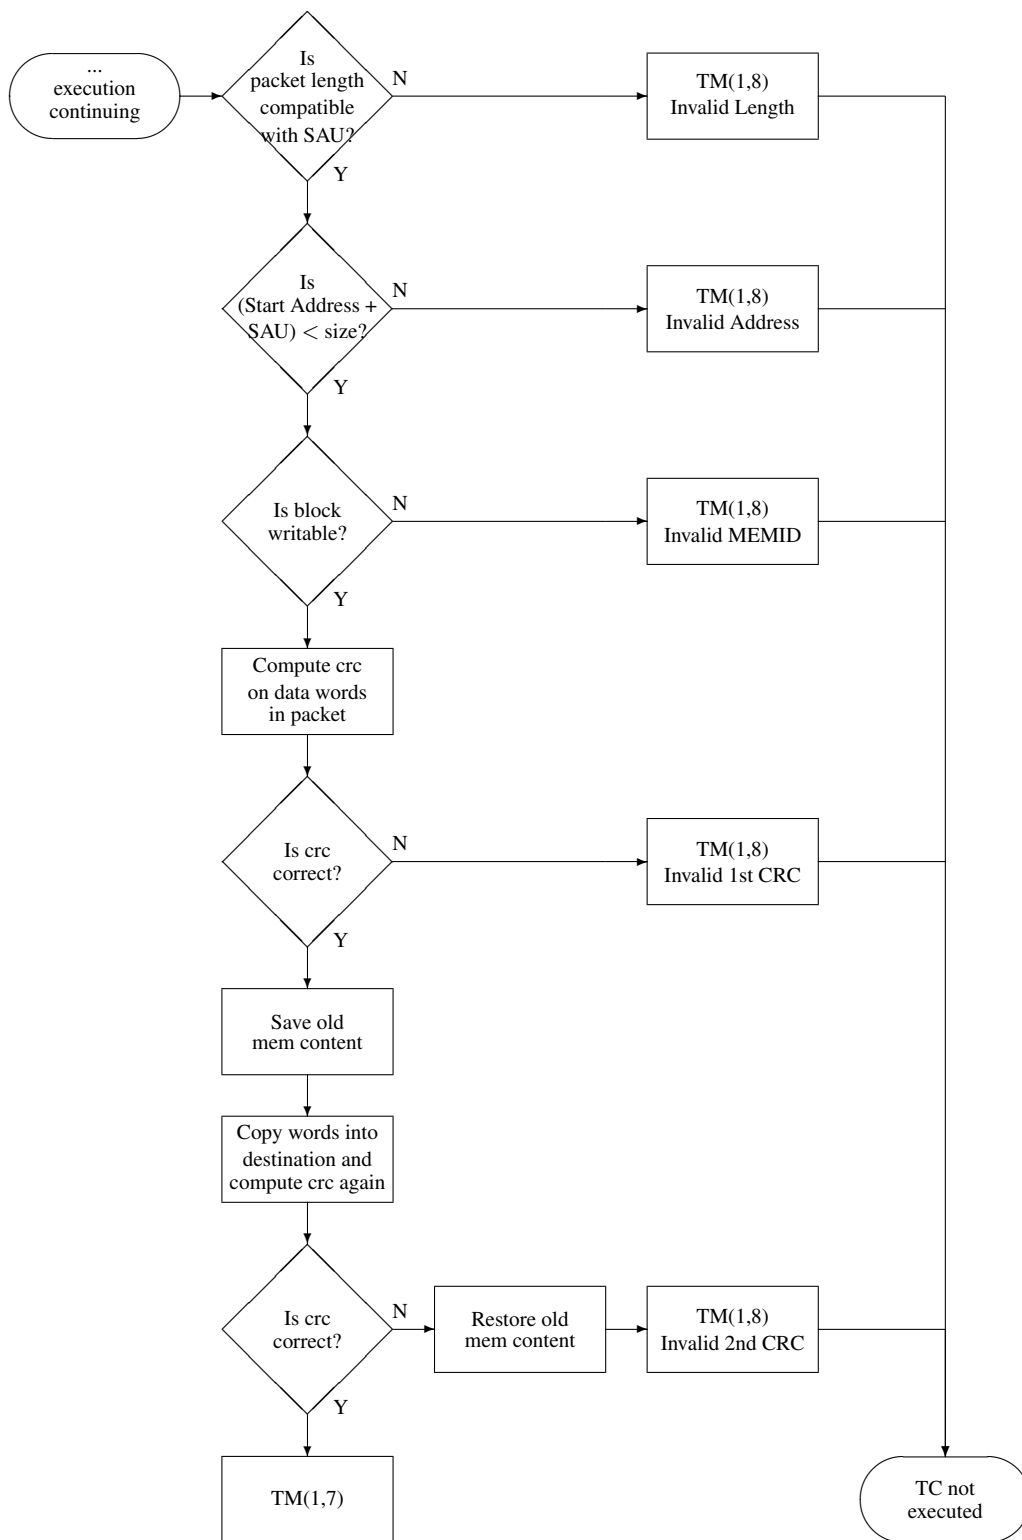 ...
execution
continuing
Is
packet length
compatible
with SAU?
N
TM(1,8)
Invalid Length
Y
Is
(Start Address +
SAU) < size?
N
TM(1,8)
Invalid Address
Y
Is block
writable?
N
TM(1,8)
Invalid MEMID
Y
Compute crc
on data words
in packet
Is crc
correct?
N
TM(1,8)
Invalid 1st CRC
Y
Save old
mem content
Copy words into
destination and
compute crc again
Is crc
correct?
N
Restore old
mem content
TM(1,8)
Invalid 2nd CRC
Y
TM(1,7)
TC not
executed